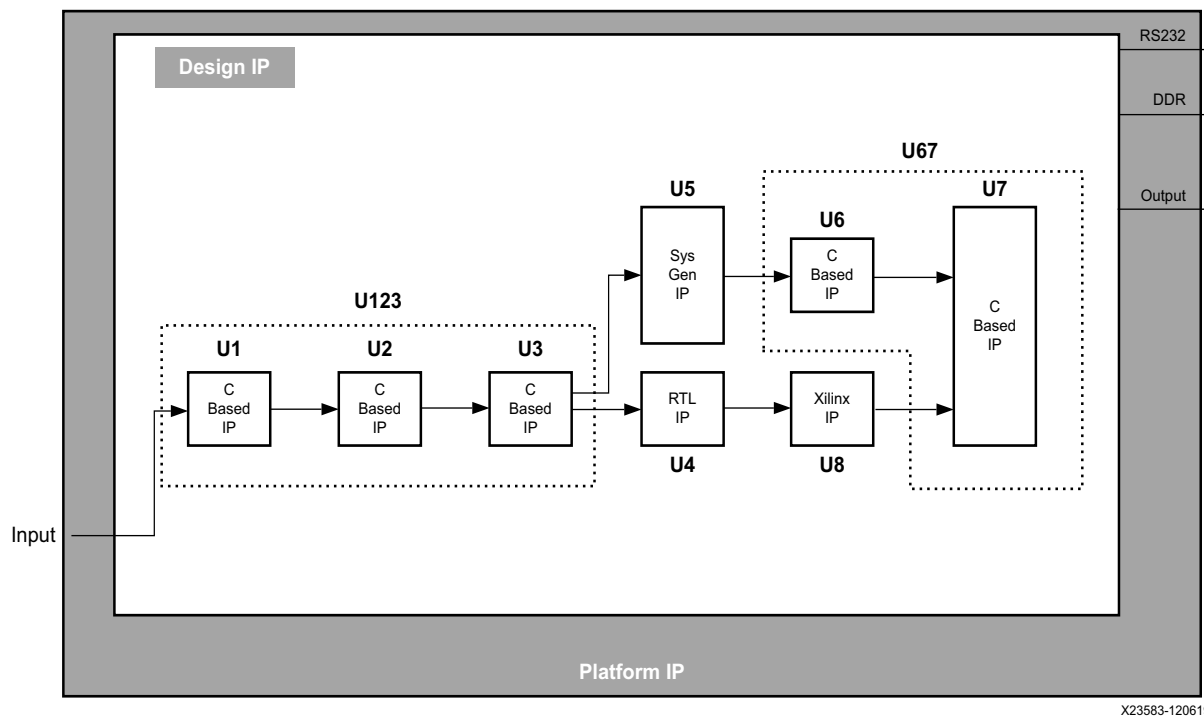 RS232
Design IP
DDR
U67
U5
U7
Output
U6
Sys
Gen
IP
C
Based
IP
U123
C
Based
IP
U1
U2
U3
C
Based
IP
C
Based
IP
C
Based
IP
RTL
IP
Xilinx
IP
U4
U8
Input
Platform IP
X23583-12061